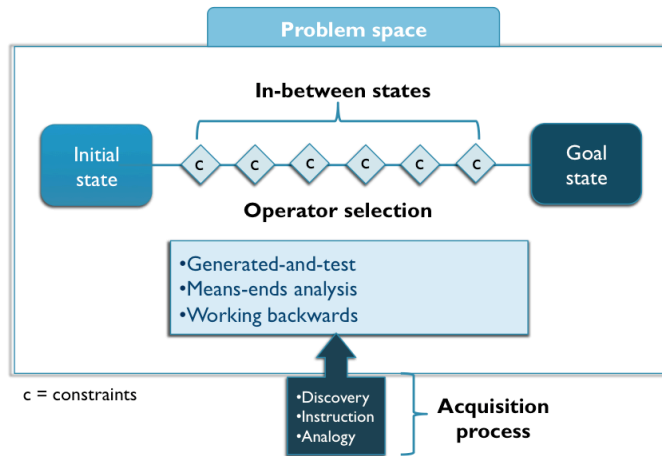 Problem space
In-between states
Initial
state
c c c c c c
Goal
state
Operator selection
•Generated-and-test
•Means-ends analysis
•Working backwards
c = constraints
•Discovery
•Instruction
•Analogy
Acquisition
process